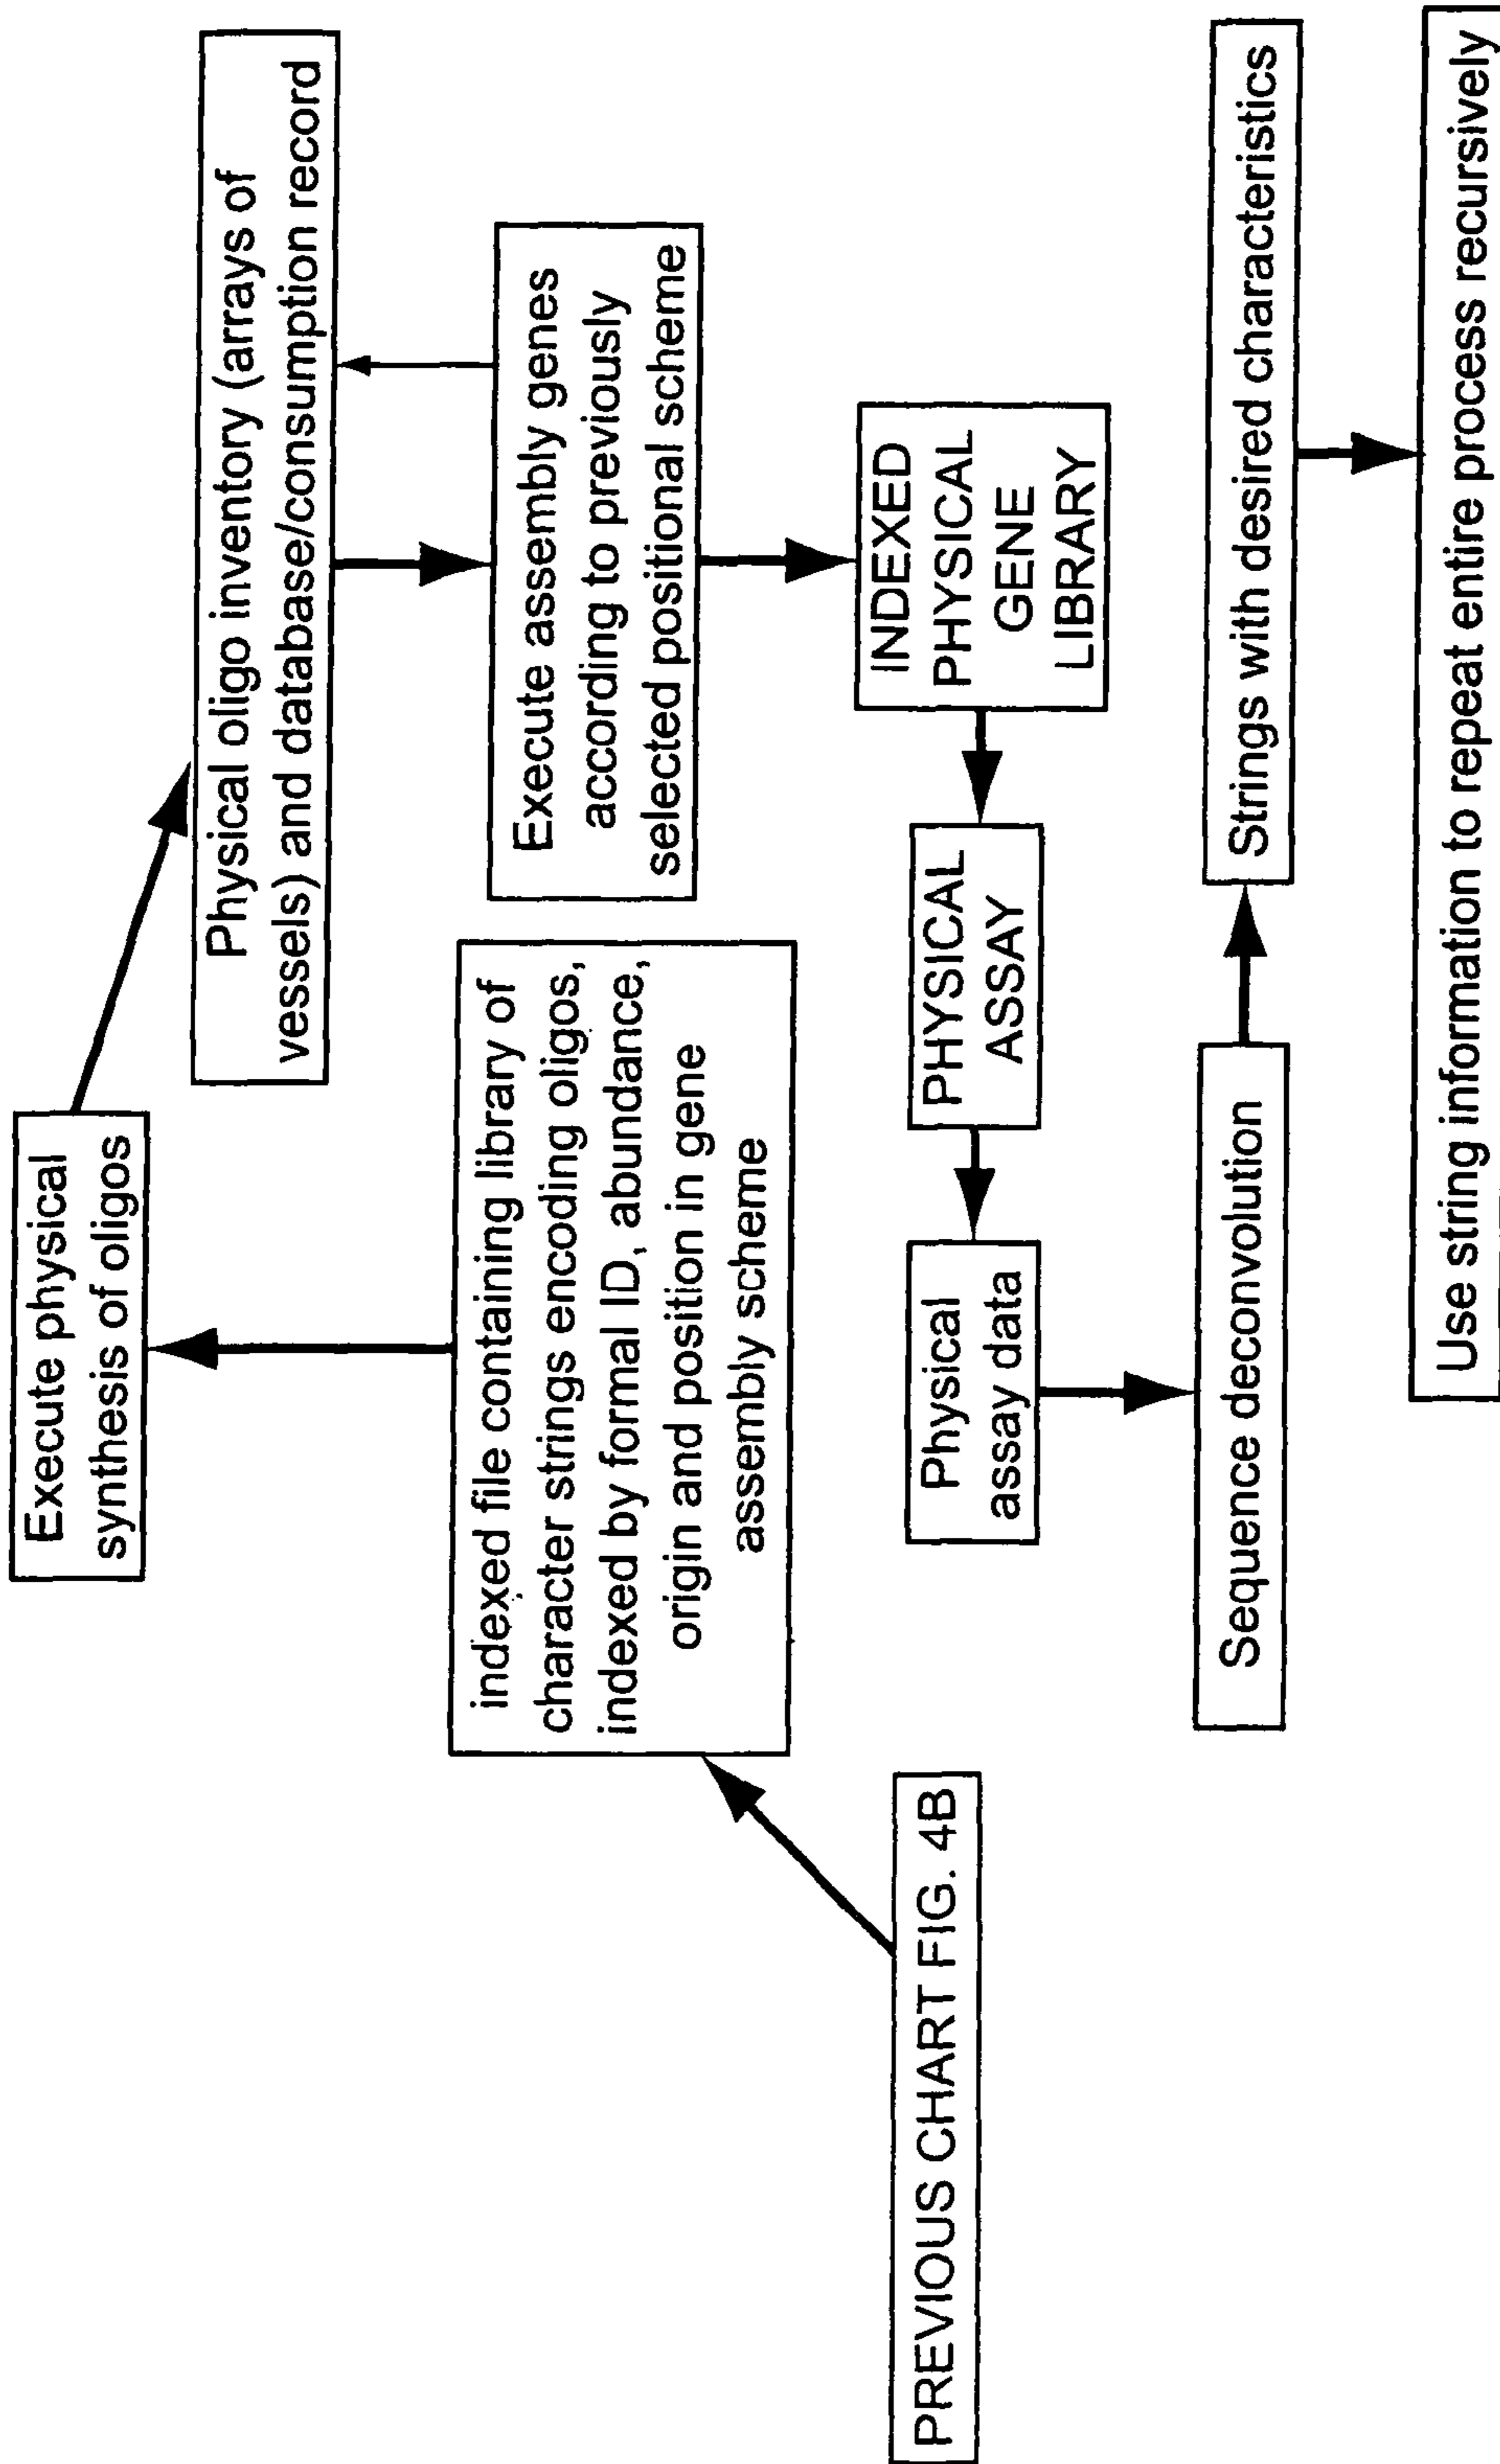 Execute physical
synthesis of oligos
Physical oligo inventory (arrays of
vessels) and database/consumption record
indexed file containing library of
character strings encoding oligos,
indexed by formal ID, abundance,
origin and position in gene
assembly scheme
Execute assembly genes
according to previously
selected positional scheme
PREVIOUS CHART FIG. 4B
INDEXED
PHYSICAL
GENE
LIBRARY
PHYSICAL
ASSAY
Physical
assay data
Sequence deconvolution
Strings with desired characteristics
Use string information to repeat entire process recursively